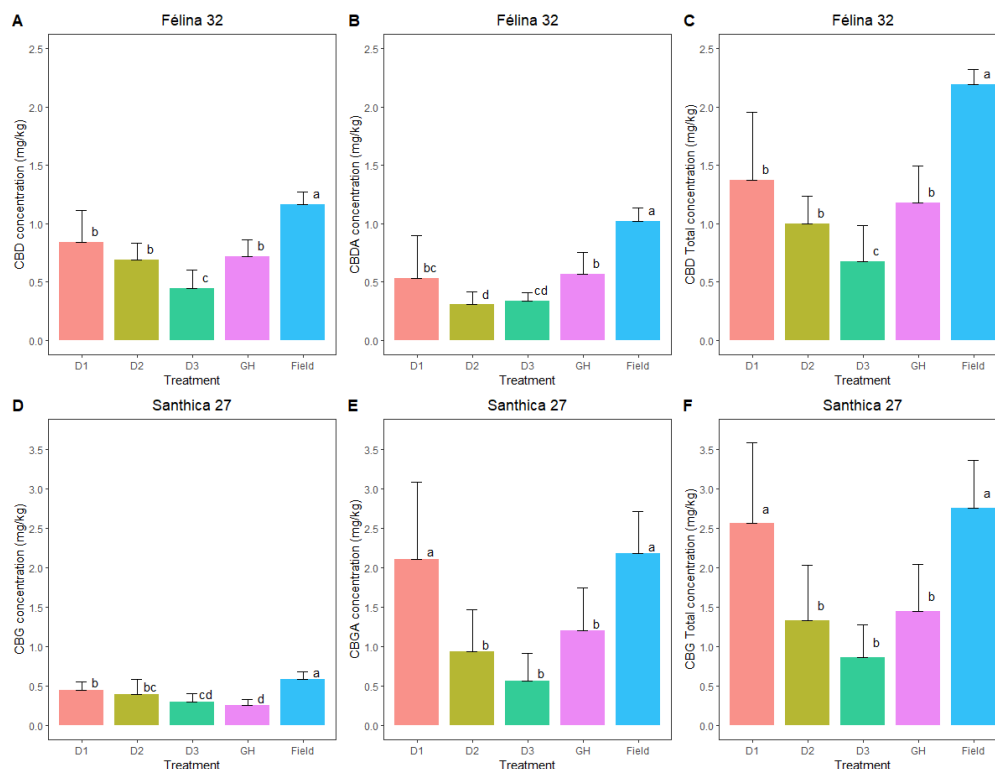 A Félina 32
B Félina 32
C Félina 32
CBD concentration (mg/kg)
2.5
2.0
1.5
1.0
0.5
0.0
b
b
c
b
a
D1 D2 D3 GH Field
Treatment
CBDA concentration (mg/kg)
2.5
2.0
1.5
1.0
0.5
0.0
bc
d
cd
b
a
D1 D2 D3 GH Field
Treatment
CBD Total concentration (mg/kg)
2.5
2.0
1.5
1.0
0.5
0.0
b
b
c
b
a
D1 D2 D3 GH Field
Treatment
D Santhica 27
E Santhica 27
F Santhica 27
CBG concentration (mg/kg)
3.5
3.0
2.5
2.0
1.5
1.0
0.5
0.0
b
bc
cd
d
a
D1 D2 D3 GH Field
Treatment
CBGA concentration (mg/kg)
3.5
3.0
2.5
2.0
1.5
1.0
0.5
0.0
a
b
b
b
a
D1 D2 D3 GH Field
Treatment
CBG Total concentration (mg/kg)
3.5
3.0
2.5
2.0
1.5
1.0
0.5
0.0
a
b
b
b
a
D1 D2 D3 GH Field
Treatment